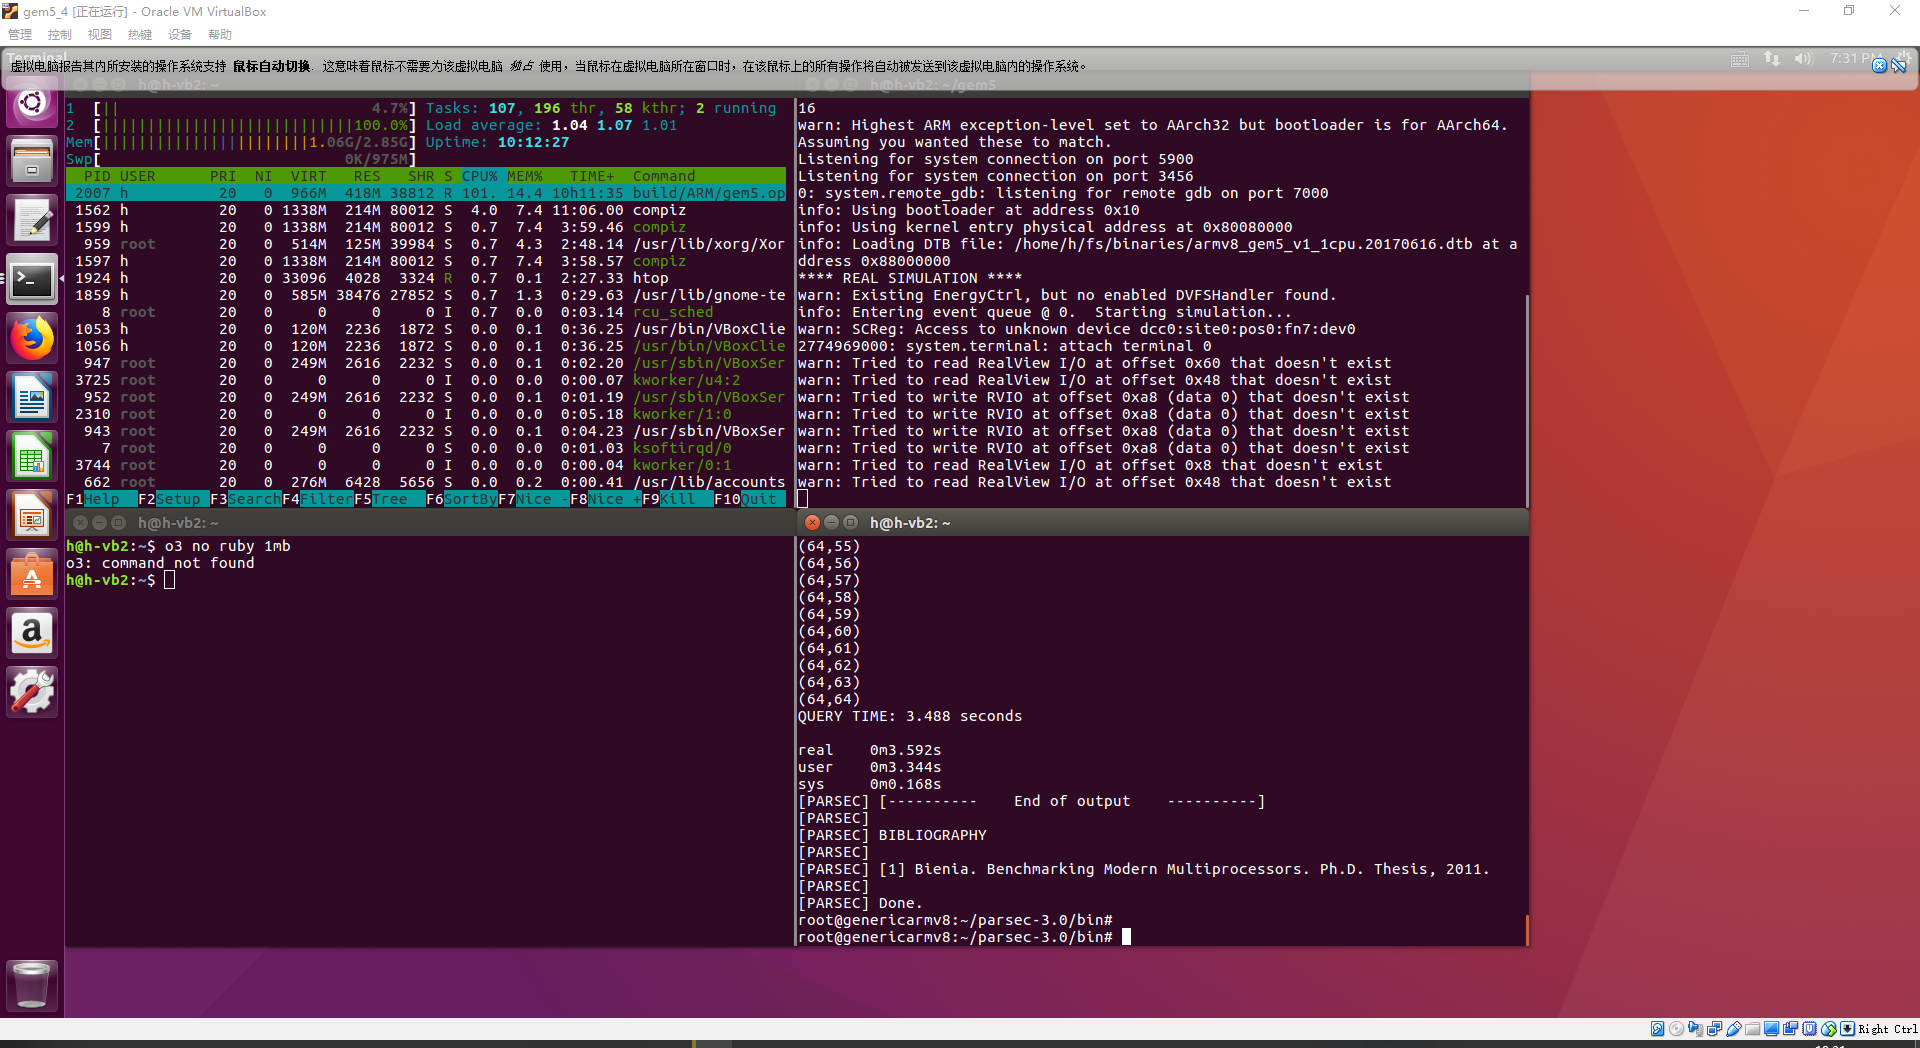 gem5_4 [正在运行] - Oracle VM VirtualBox
管理 控制 视图 热键 设备 帮助
虚拟电脑报告其内所安装的操作系统支持 鼠标自动切换. 这意味着鼠标不需要为该虚拟电脑 独占 使用，当鼠标在虚拟电脑所在窗口时，在该鼠标上的所有操作将自动被发送到该虚拟电脑内的操作系统。
7:31 PM
h@h-vb2: ~
1 [|| 4.7%] Tasks: 107, 196 thr, 58 kthr; 2 running
2 [||||||||||||||||||||||||||||100.0%] Load average: 1.04 1.07 1.01
Mem[|||||||||||||||||||||||1.06G/2.85G] Uptime: 10:12:27
Swp[ 0K/975M]
PID USER PRI NI VIRT RES SHR S CPU% MEM% TIME+ Command
2007 h 20 0 966M 418M 38812 R 101. 14.4 10h11:35 build/ARM/gem5.op
1562 h 20 0 1338M 214M 80012 S 4.0 7.4 11:06.00 compiz
1599 h 20 0 1338M 214M 80012 S 0.7 7.4 3:59.46 compiz
959 root 20 0 514M 125M 39984 S 0.7 4.3 2:48.14 /usr/lib/xorg/Xor
1597 h 20 0 1338M 214M 80012 S 0.7 7.4 3:58.57 compiz
1924 h 20 0 33096 4028 3324 R 0.7 0.1 2:27.33 htop
1859 h 20 0 585M 38476 27852 S 0.7 1.3 0:29.63 /usr/lib/gnome-te
8 root 20 0 0 0 0 I 0.7 0.0 0:03.14 rcu_sched
1053 h 20 0 120M 2236 1872 S 0.0 0.1 0:36.25 /usr/bin/VBoxClie
1056 h 20 0 120M 2236 1872 S 0.0 0.1 0:36.25 /usr/bin/VBoxClie
947 root 20 0 249M 2616 2232 S 0.0 0.1 0:02.20 /usr/sbin/VBoxSer
3725 root 20 0 0 0 0 I 0.0 0.0 0:00.07 kworker/u4:2
952 root 20 0 249M 2616 2232 S 0.0 0.1 0:01.19 /usr/sbin/VBoxSer
2310 root 20 0 0 0 0 I 0.0 0.0 0:05.18 kworker/1:0
943 root 20 0 249M 2616 2232 S 0.0 0.1 0:04.23 /usr/sbin/VBoxSer
7 root 20 0 0 0 0 S 0.0 0.0 0:01.03 ksoftirqd/0
3744 root 20 0 0 0 0 I 0.0 0.0 0:00.04 kworker/0:1
662 root 20 0 276M 6428 5656 S 0.0 0.2 0:00.41 /usr/lib/accounts
F1Help F2Setup F3SearchF4FilterF5Tree F6SortByF7Nice -F8Nice +F9Kill F10Quit
h@h-vb2: ~/gem5
16
warn: Highest ARM exception-level set to AArch32 but bootloader is for AArch64.
Assuming you wanted these to match.
Listening for system connection on port 5900
Listening for system connection on port 3456
0: system.remote_gdb: listening for remote gdb on port 7000
info: Using bootloader at address 0x10
info: Using kernel entry physical address at 0x80080000
info: Loading DTB file: /home/h/fs/binaries/armv8_gem5_v1_1cpu.20170616.dtb at a
ddress 0x88000000
**** REAL SIMULATION ****
warn: Existing EnergyCtrl, but no enabled DVFSHandler found.
info: Entering event queue @ 0.  Starting simulation...
warn: SCReg: Access to unknown device dcc0:site0:pos0:fn7:dev0
2774969000: system.terminal: attach terminal 0
warn: Tried to read RealView I/O at offset 0x60 that doesn't exist
warn: Tried to read RealView I/O at offset 0x48 that doesn't exist
warn: Tried to write RVIO at offset 0xa8 (data 0) that doesn't exist
warn: Tried to write RVIO at offset 0xa8 (data 0) that doesn't exist
warn: Tried to write RVIO at offset 0xa8 (data 0) that doesn't exist
warn: Tried to write RVIO at offset 0xa8 (data 0) that doesn't exist
warn: Tried to read RealView I/O at offset 0x8 that doesn't exist
warn: Tried to read RealView I/O at offset 0x48 that doesn't exist
h@h-vb2: ~
h@h-vb2:~$ o3 no ruby 1mb
o3: command not found
h@h-vb2:~$
h@h-vb2: ~
(64,55)
(64,56)
(64,57)
(64,58)
(64,59)
(64,60)
(64,61)
(64,62)
(64,63)
(64,64)
QUERY TIME: 3.488 seconds
real 0m3.592s
user 0m3.344s
sys 0m0.168s
[PARSEC] [---------- End of output ----------]
[PARSEC]
[PARSEC] BIBLIOGRAPHY
[PARSEC]
[PARSEC] [1] Bienia. Benchmarking Modern Multiprocessors. Ph.D. Thesis, 2011.
[PARSEC]
[PARSEC] Done.
root@genericarmv8:~/parsec-3.0/bin#
root@genericarmv8:~/parsec-3.0/bin#
Right Ctrl